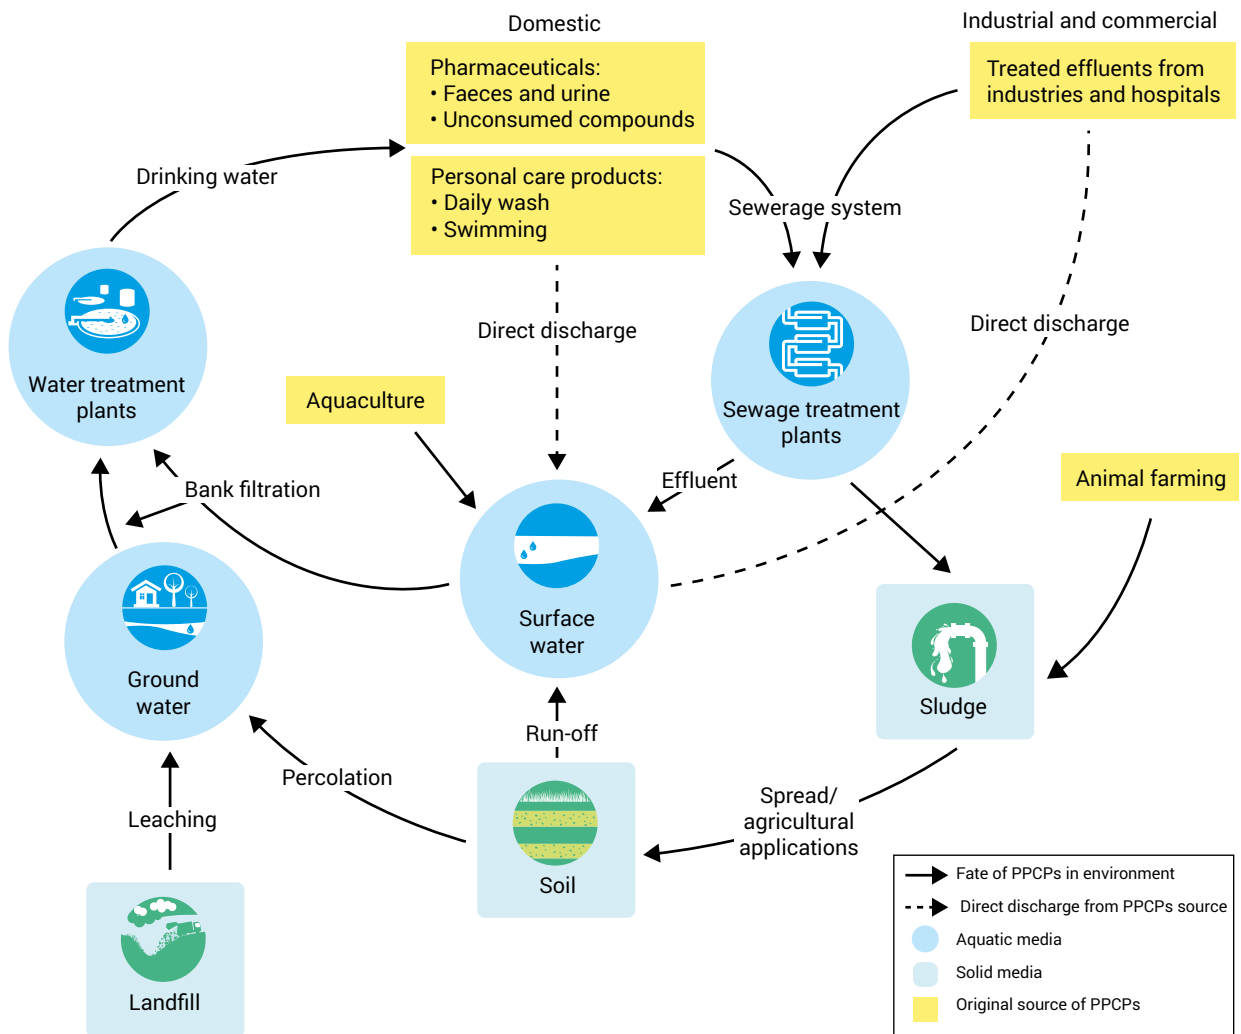 Domestic
Industrial and commercial
Pharmaceuticals:
• Faeces and urine
• Unconsumed compounds
Treated effluents from
industries and hospitals
Drinking water
Personal care products:
• Daily wash
• Swimming
Sewerage system
Direct discharge
Direct discharge
Water treatment
plants
Aquaculture
Sewage treatment
plants
Bank filtration
Effluent
Animal farming
Surface
water
Ground
water
Sludge
Run-off
Percolation
Leaching
Spread/
agricultural
applications
Soil
Landfill
Fate of PPCPs in environment
Direct discharge from PPCPs source
Aquatic media
Solid media
Original source of PPCPs